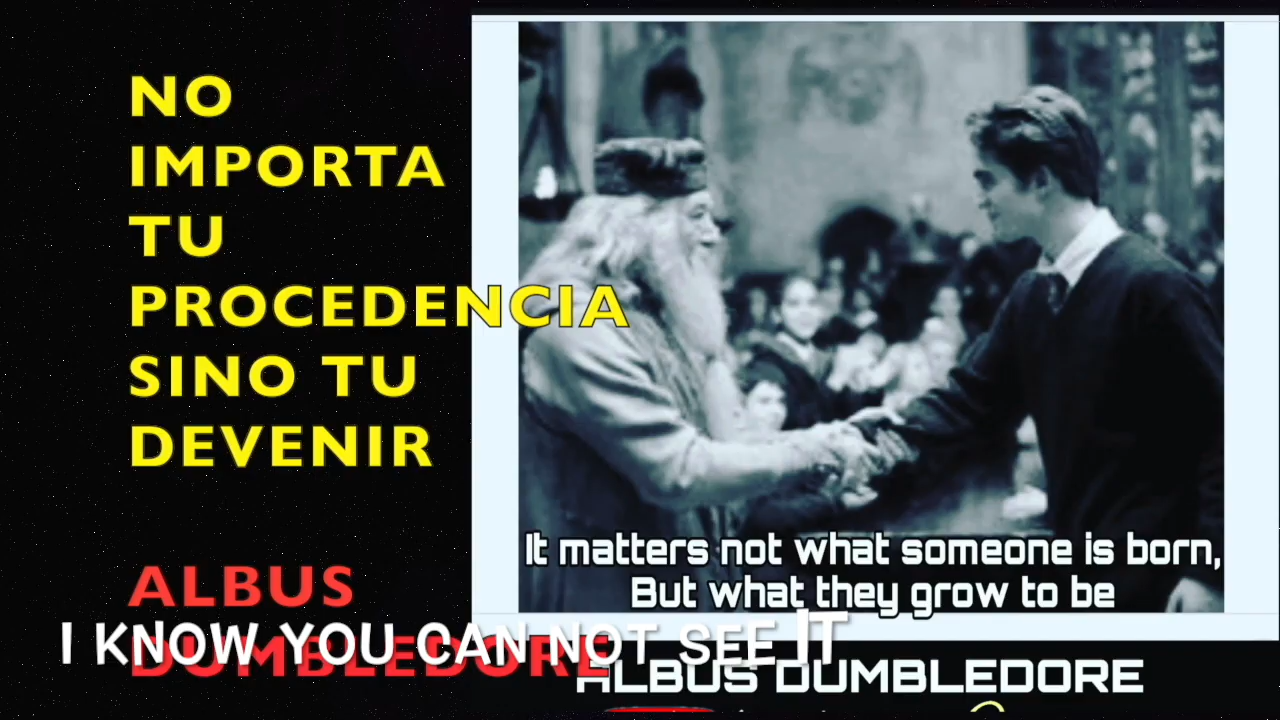 NO
IMPORTA
TU
PROCEDENCIA
SINO TU
DEVENIR
ALBUS
DUMBLEDORE
I KNOW YOU CAN NOT SEE IT
It matters not what someone is born,
But what they grow to be
ALBUS DUMBLEDORE